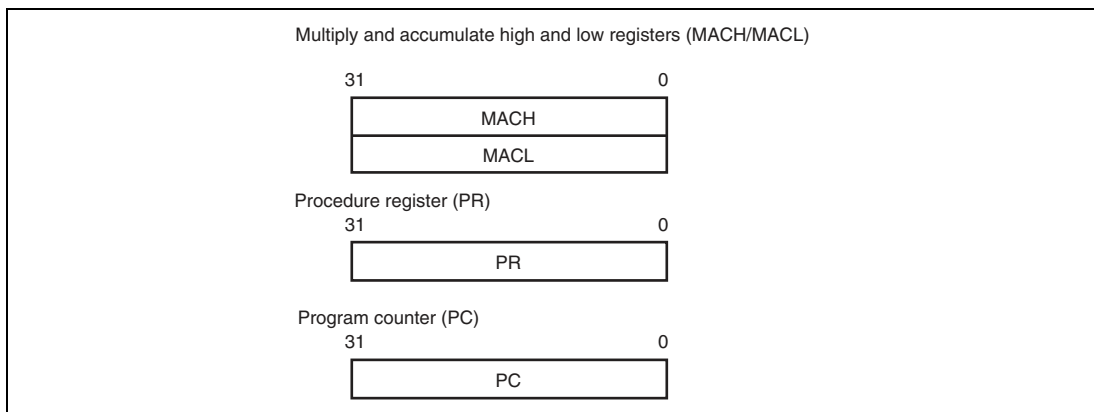 Multiply and accumulate high and low registers (MACH/MACL)
31 0
MACH
MACL
Procedure register (PR)
31 0
PR
Program counter (PC)
31 0
PC